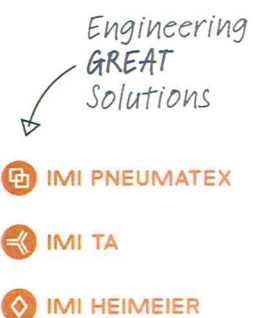 Engineering
GREAT
Solutions
IMI PNEUMATEX
IMI TA
IMI HEIMEIER